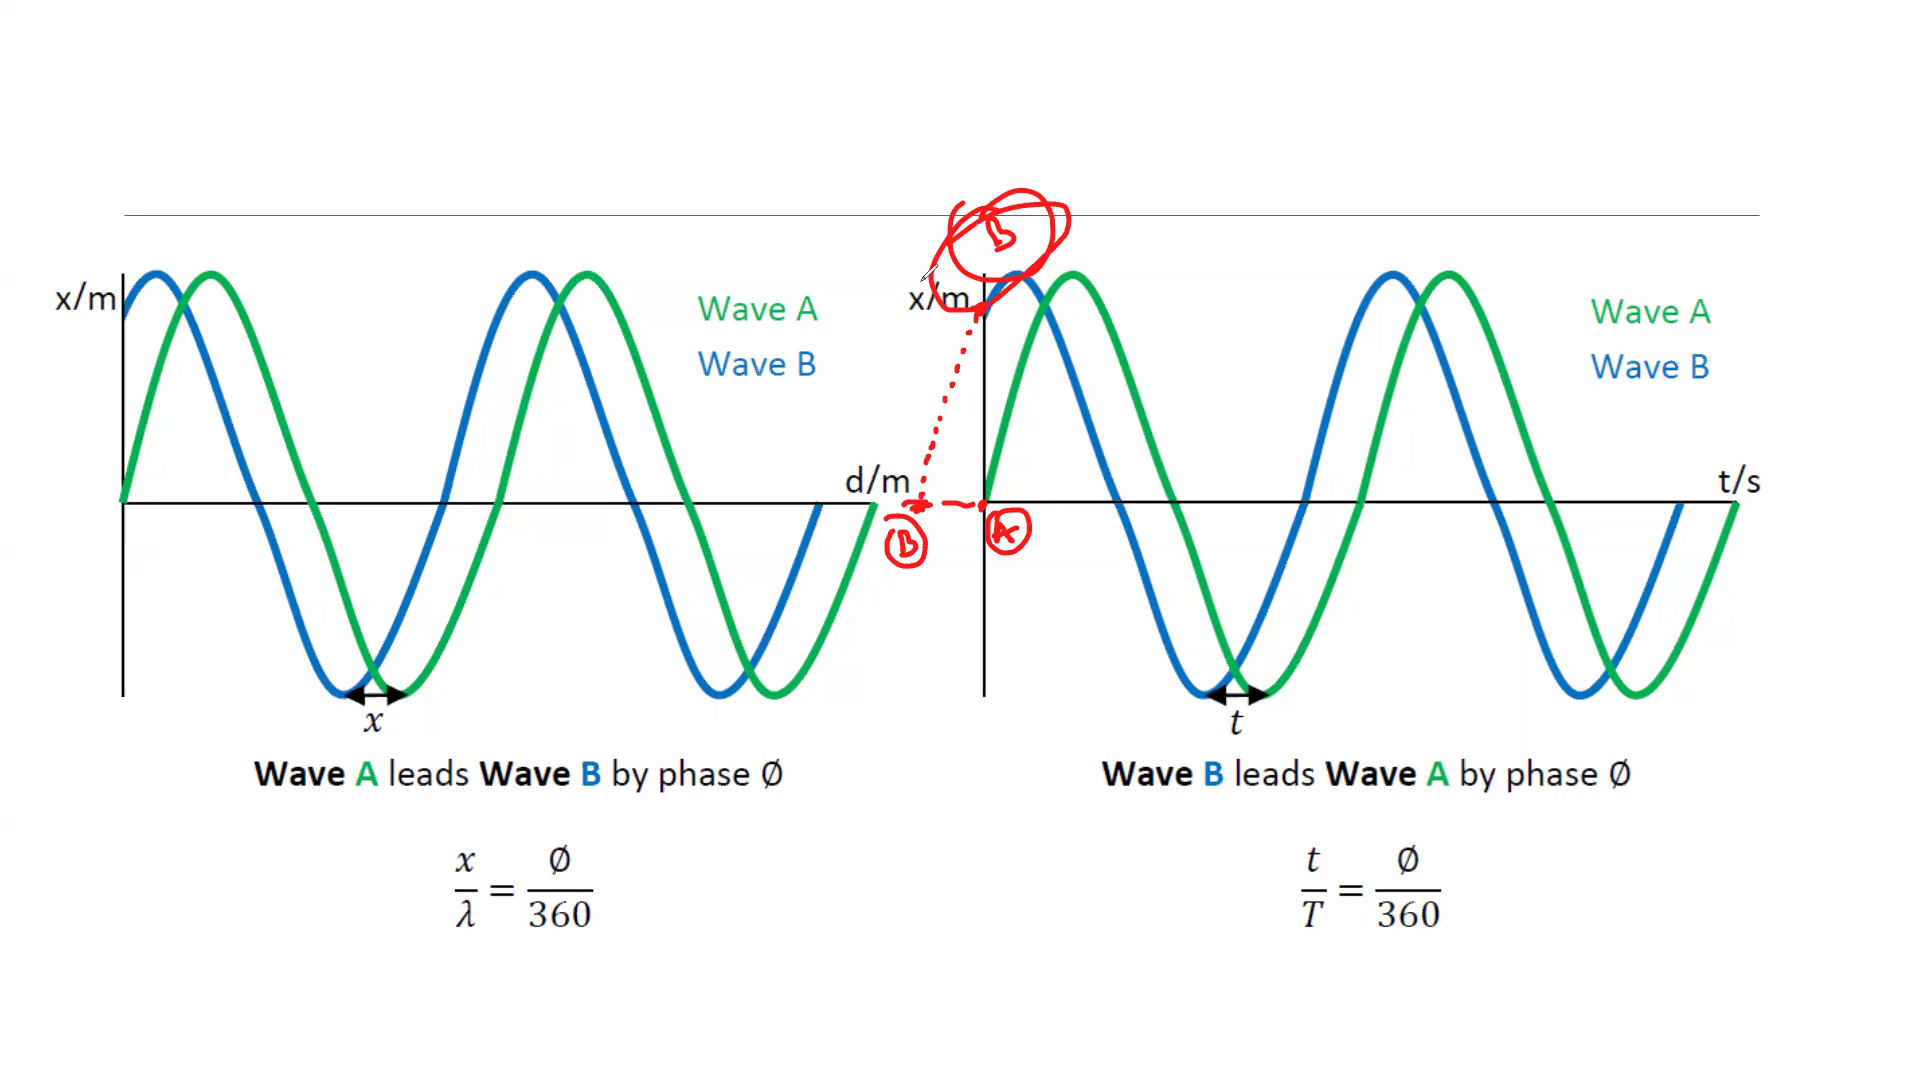 x/m
Wave A
Wave B
d/m
x
Wave A leads Wave B by phase Ø
x/λ = Ø/360
B
x/m
Wave A
Wave B
t/s
B
A
t
Wave B leads Wave A by phase Ø
t/T = Ø/360